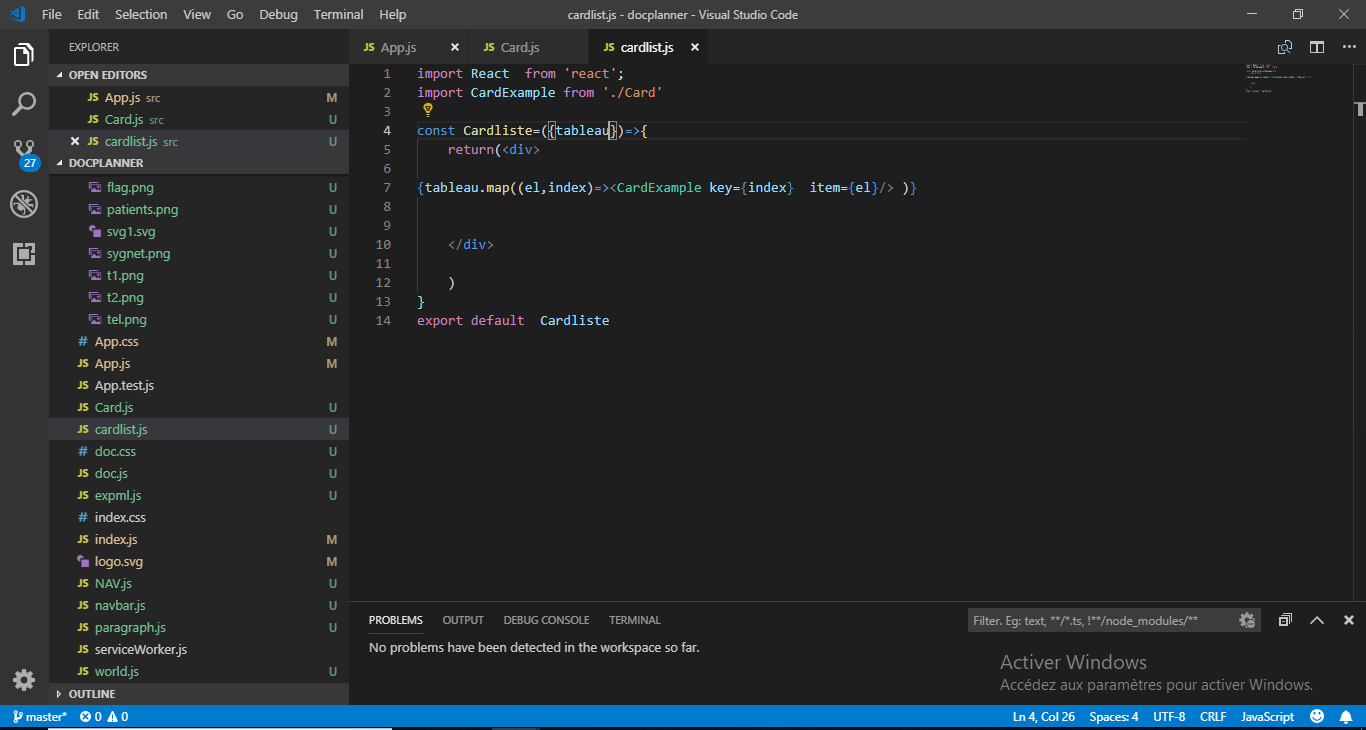 File Edit Selection View Go Debug Terminal Help
cardlist.js - docplanner - Visual Studio Code
EXPLORER
OPEN EDITORS
JS App.js src M
JS Card.js src U
JS cardlist.js src U
27
DOCPLANNER
flag.png U
patients.png U
svg1.svg U
sygnet.png U
t1.png U
t2.png U
tel.png U
# App.css M
JS App.js M
JS App.test.js
JS Card.js U
JS cardlist.js U
# doc.css U
JS doc.js U
JS expml.js U
# index.css
JS index.js M
logo.svg M
JS NAV.js U
JS navbar.js U
JS paragraph.js U
JS serviceWorker.js
JS world.js U
OUTLINE
JS App.js JS Card.js JS cardlist.js
1 import React  from 'react';
2 import CardExample from './Card'
3
4 const Cardliste=({tableau})=>{
5     return(<div>
6
7 {tableau.map((el,index)=><CardExample key={index}  item={el}/> )}
8
9
10     </div>
11
12     )
13 }
14 export default  Cardliste
PROBLEMS OUTPUT DEBUG CONSOLE TERMINAL
Filter. Eg: text, **/*.ts, !**/node_modules/**
No problems have been detected in the workspace so far.
Activer Windows
Accédez aux paramètres pour activer Windows.
master* 0 0
Ln 4, Col 26 Spaces: 4 UTF-8 CRLF JavaScript